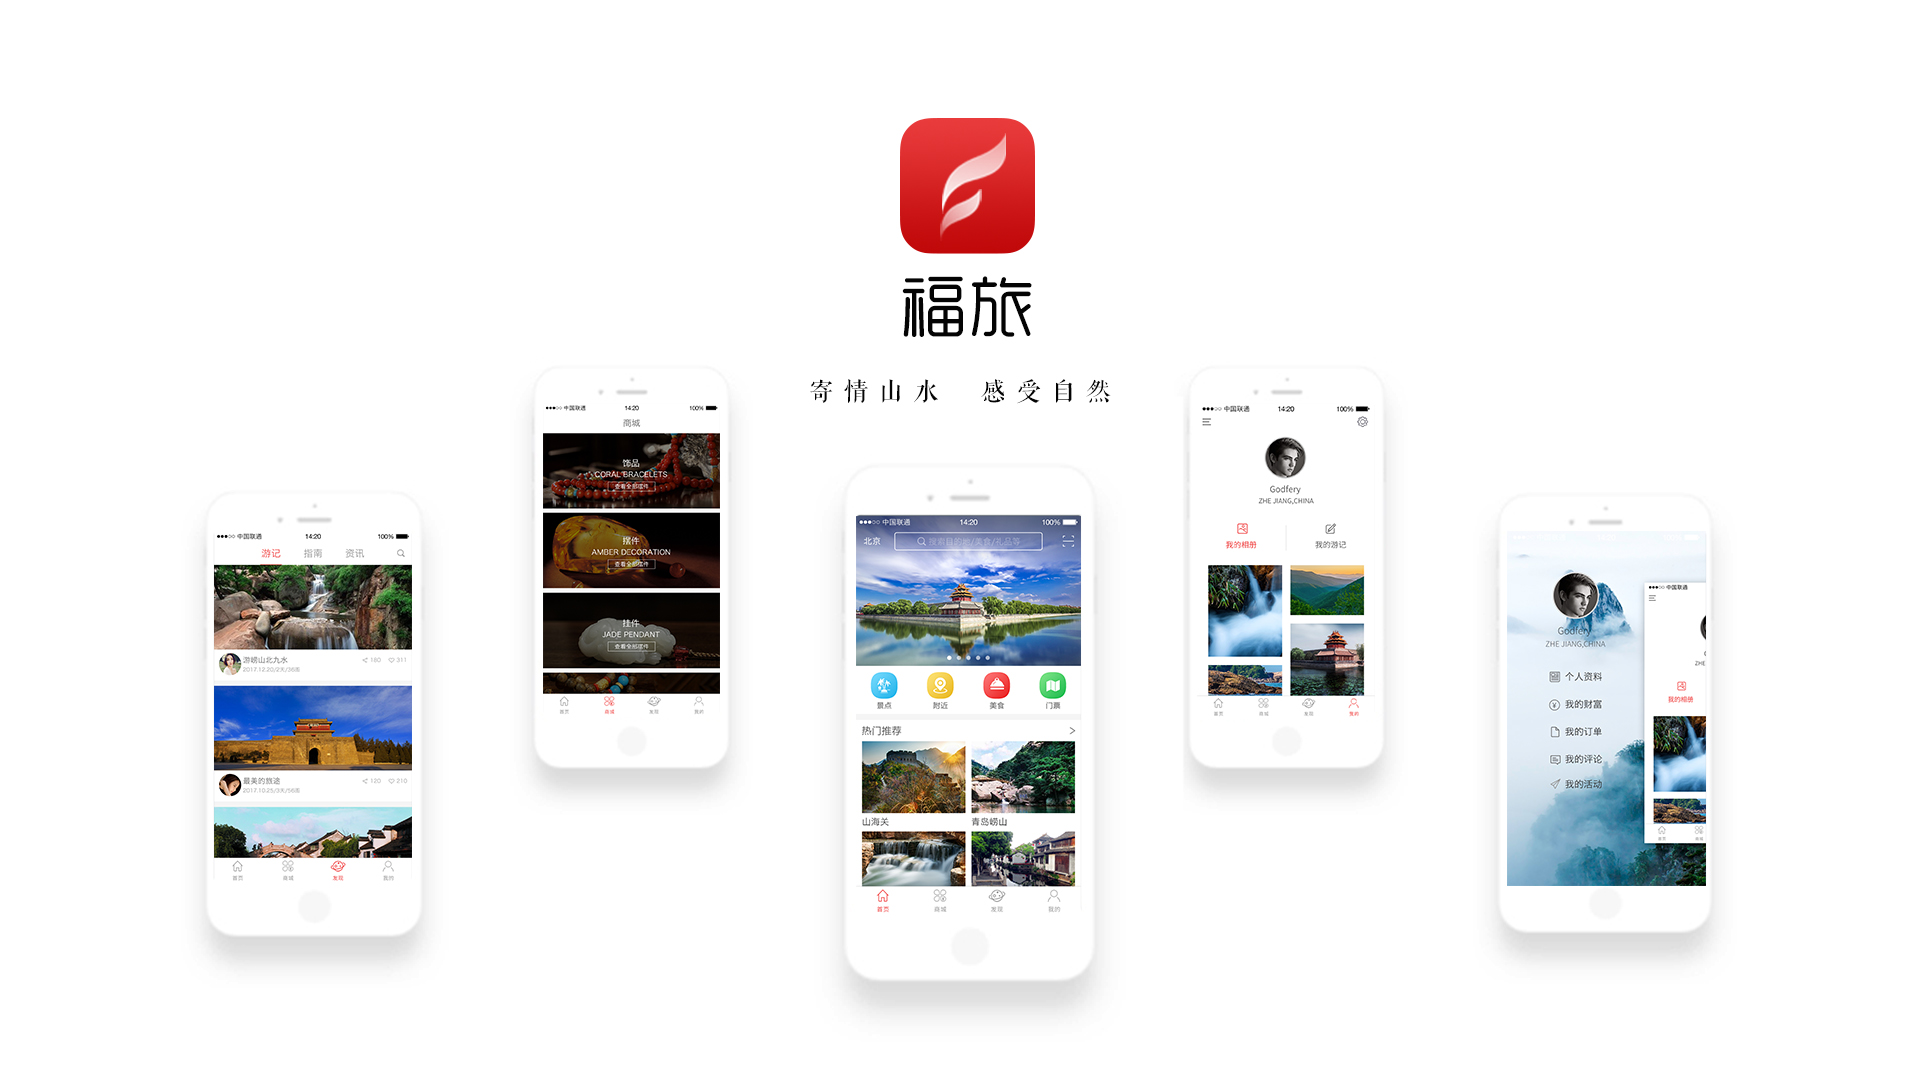 福旅
寄情山水 感受自然
中国联通 14:20 100%
游记 指南 资讯
游崂山北九水
180 311
2017.12.20/2天/36图
最美的旅途
120 210
2017.10.25/3天/56图
首页 商城 发现 我的
中国联通 14:20 100%
商城
饰品
CORAL BRACELETS
查看全部摆件
摆件
AMBER DECORATION
查看全部摆件
挂件
JADE PENDANT
查看全部摆件
首页 商城 发现 我的
中国联通 14:20 100%
北京 搜索目的地/美食/礼品等
景点 附近 美食 门票
热门推荐
山海关 青岛崂山
首页 商城 发现 我的
中国联通 14:20 100%
Godfery
ZHE JIANG,CHINA
我的相册 我的游记
首页 商城 发现 我的
Godfery
ZHE JIANG,CHINA
个人资料
我的财富
我的订单
我的评论
我的活动
中国联通
ZHE
我的相册
首页 商城